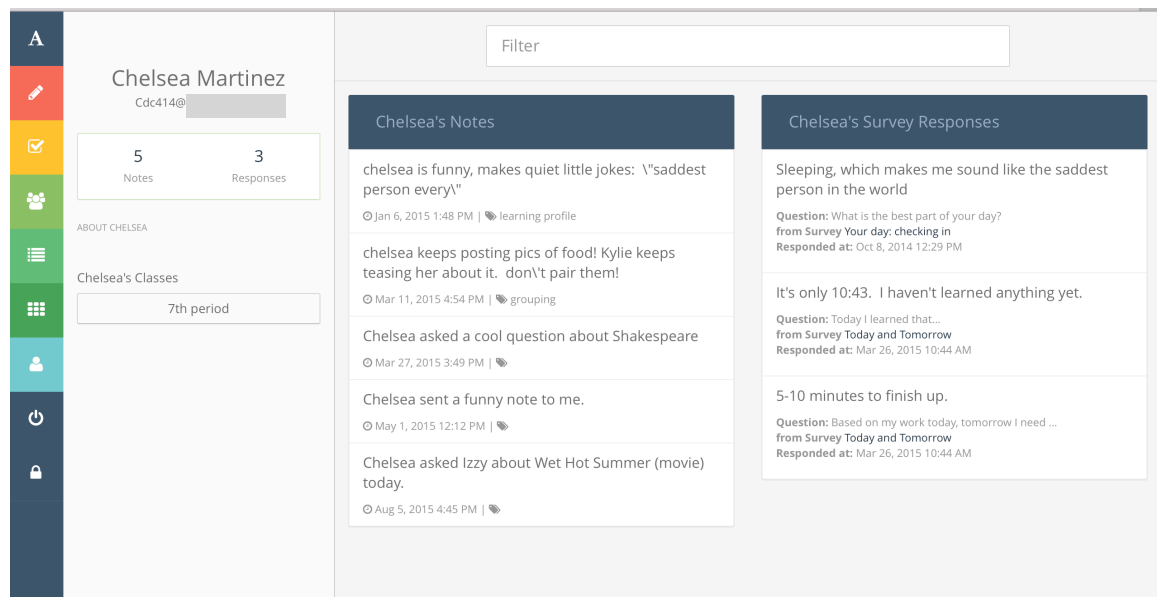 A
Chelsea Martinez
Cdc414@
5
Notes
3
Responses
ABOUT CHELSEA
Chelsea's Classes
7th period
Filter
Chelsea's Notes
chelsea is funny, makes quiet little jokes: \"saddest
person every\"
Jan 6, 2015 1:48 PM | learning profile
chelsea keeps posting pics of food! Kylie keeps
teasing her about it. don\'t pair them!
Mar 11, 2015 4:54 PM | grouping
Chelsea asked a cool question about Shakespeare
Mar 27, 2015 3:49 PM |
Chelsea sent a funny note to me.
May 1, 2015 12:12 PM |
Chelsea asked Izzy about Wet Hot Summer (movie)
today.
Aug 5, 2015 4:45 PM |
Chelsea's Survey Responses
Sleeping, which makes me sound like the saddest
person in the world
Question: What is the best part of your day?
from Survey Your day: checking in
Responded at: Oct 8, 2014 12:29 PM
It's only 10:43. I haven't learned anything yet.
Question: Today I learned that...
from Survey Today and Tomorrow
Responded at: Mar 26, 2015 10:44 AM
5-10 minutes to finish up.
Question: Based on my work today, tomorrow I need ...
from Survey Today and Tomorrow
Responded at: Mar 26, 2015 10:44 AM